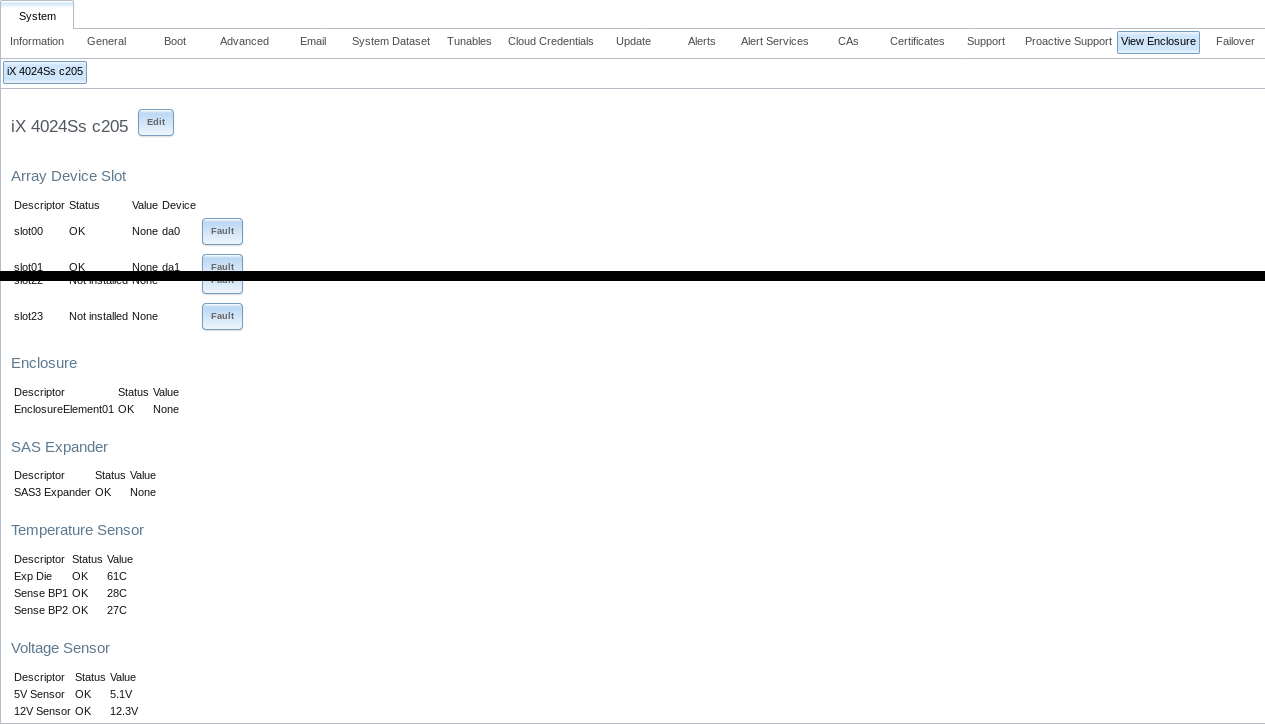 System
Information General Boot Advanced Email System Dataset Tunables Cloud Credentials Update Alerts Alert Services CAs Certificates Support Proactive Support View Enclosure Failover
iX 4024Ss c205
iX 4024Ss c205 Edit
Array Device Slot
Descriptor Status Value Device
slot00 OK None da0 Fault
slot01 OK None da1 Fault
slot22 Not installed None Fault
slot23 Not installed None Fault
Enclosure
Descriptor Status Value
EnclosureElement01 OK None
SAS Expander
Descriptor Status Value
SAS3 Expander OK None
Temperature Sensor
Descriptor Status Value
Exp Die OK 61C
Sense BP1 OK 28C
Sense BP2 OK 27C
Voltage Sensor
Descriptor Status Value
5V Sensor OK 5.1V
12V Sensor OK 12.3V